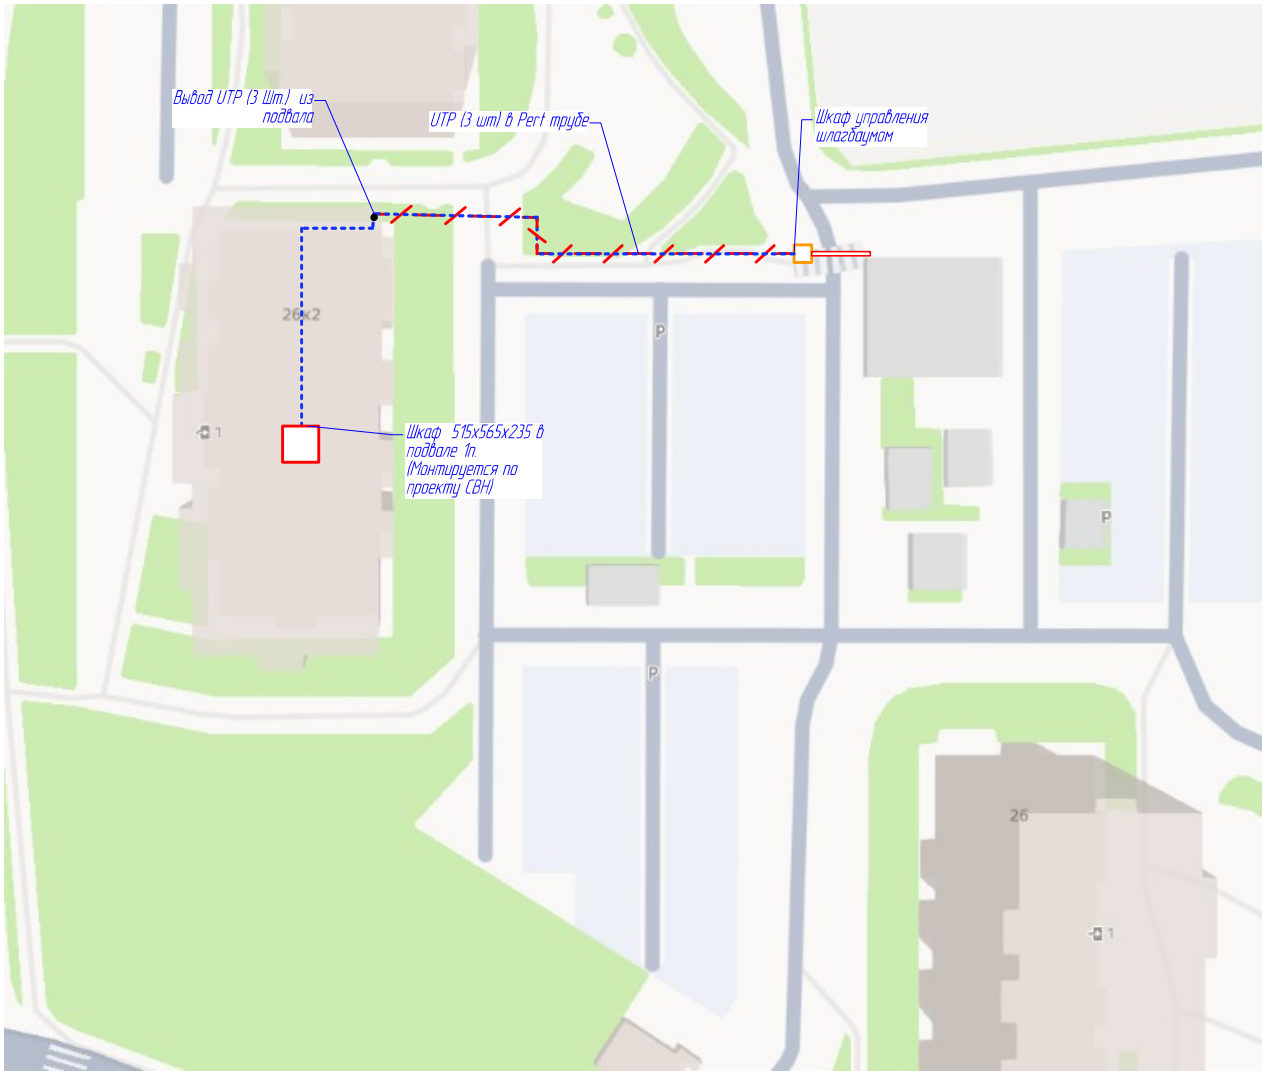 Вывод UTP (3 Шт.) из
подвала
UTP (3 шт) в Pert трубе
Шкаф управления
шлагбаумом
26к2
P
1
Шкаф 515х565х235 в
подвале 1п.
(Монтируется по
проекту СВН)
P
P
26
1